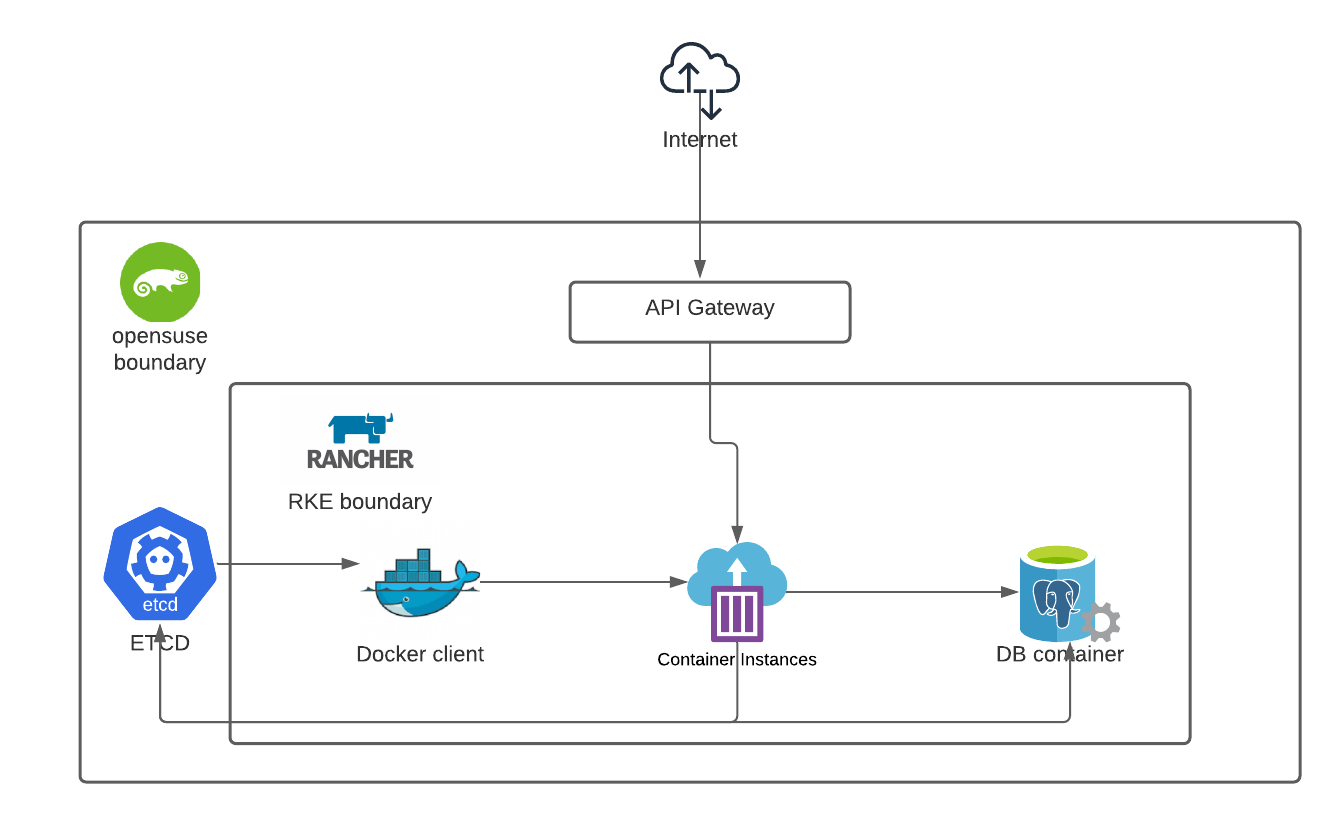 Internet
API Gateway
opensuse
boundary
RANCHER
RKE boundary
etcd
ETCD
Docker client
Container Instances
DB container